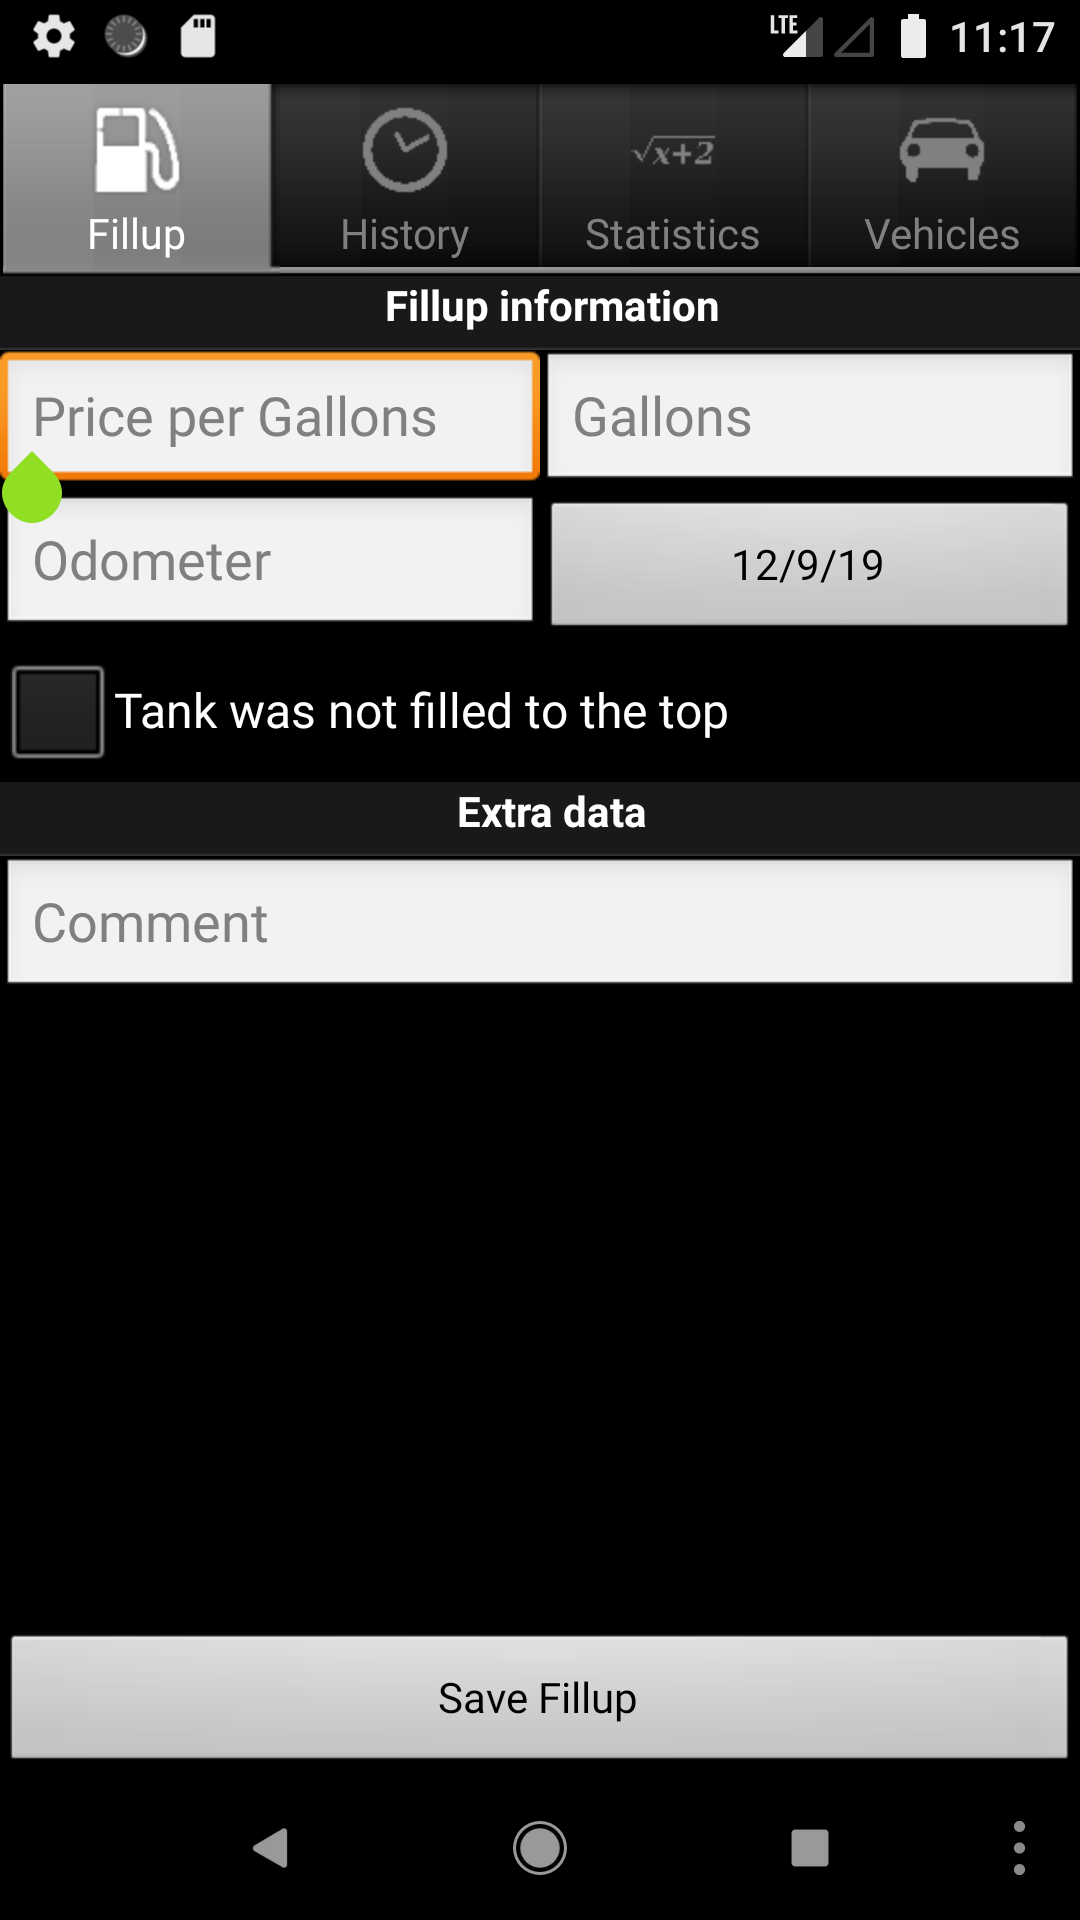 LTE 11:17
Fillup History √x+2 Statistics Vehicles
Fillup information
Price per Gallons Gallons
Odometer 12/9/19
Tank was not filled to the top
Extra data
Comment
Save Fillup